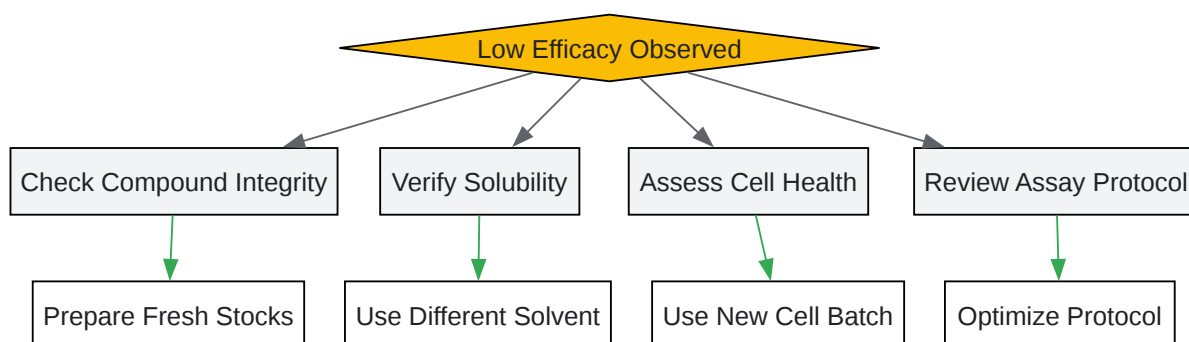 Low Efficacy Observed
Check Compound Integrity
Verify Solubility
Assess Cell Health
Review Assay Protocol
Prepare Fresh Stocks
Use Different Solvent
Use New Cell Batch
Optimize Protocol